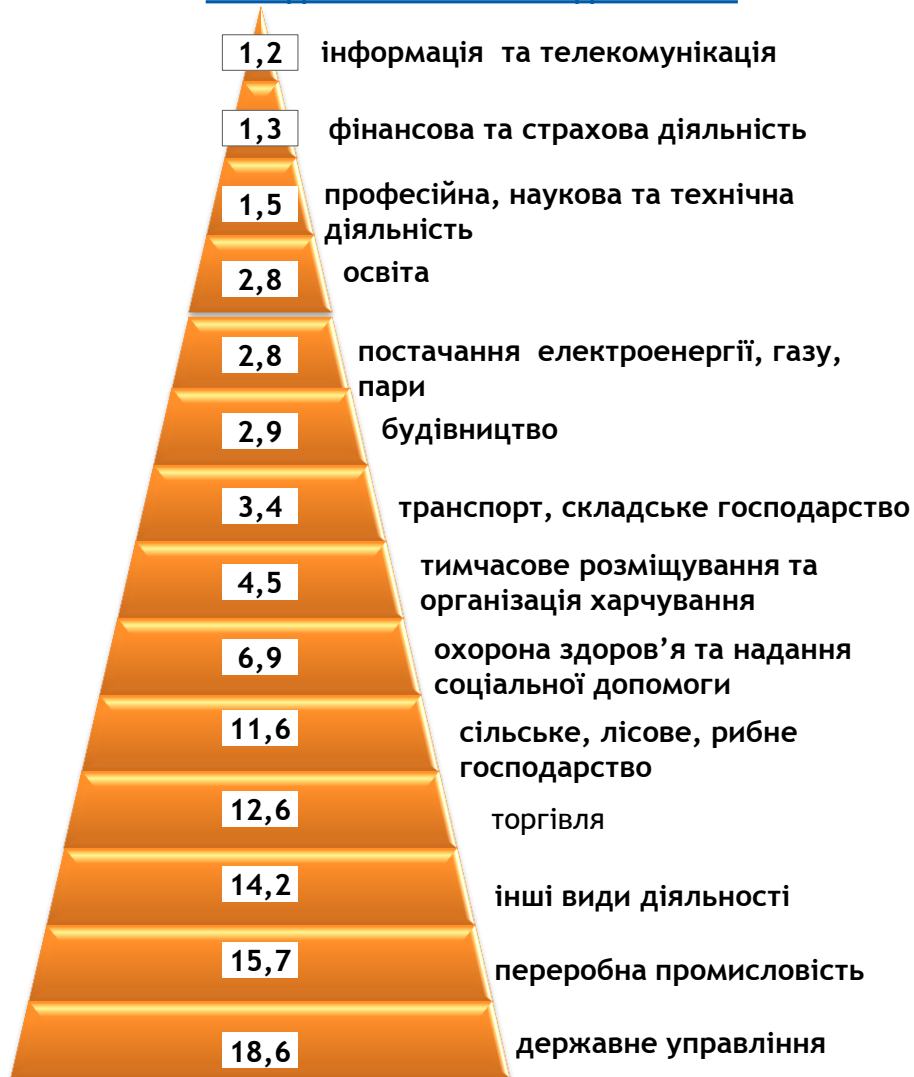 1,2 інформація та телекомунікація
1,3 фінансова та страхова діяльність
1,5 професійна, наукова та технічна
діяльність
2,8 освіта
2,8 постачання електроенергії, газу,
пари
2,9 будівництво
3,4 транспорт, складське господарство
4,5 тимчасове розміщування та
організація харчування
6,9 охорона здоров’я та надання
соціальної допомоги
11,6 сільське, лісове, рибне
господарство
12,6 торгівля
14,2 інші види діяльності
15,7 переробна промисловість
18,6 державне управління